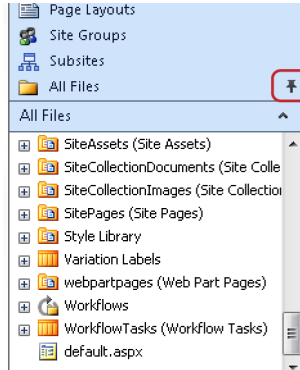 Page Layouts
Site Groups
Subsites
All Files
All Files
SiteAssets (Site Assets)
SiteCollectionDocuments (Site Colle
SiteCollectionImages (Site Collection
SitePages (Site Pages)
Style Library
Variation Labels
webpartpages (Web Part Pages)
Workflows
WorkflowTasks (Workflow Tasks)
default.aspx